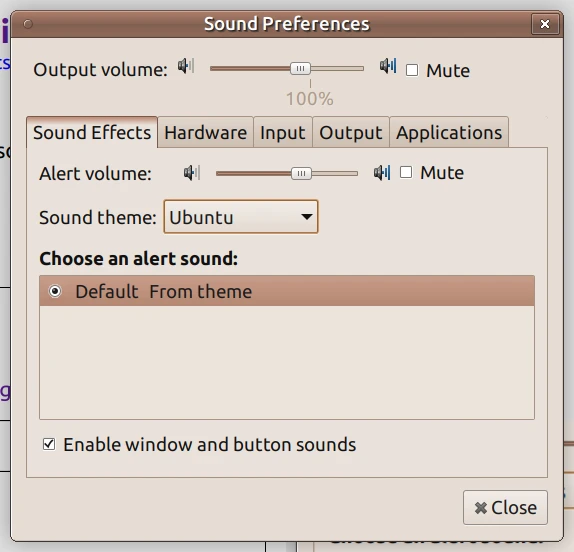 Sound Preferences
Output volume: Mute
100%
Sound Effects Hardware Input Output Applications
Alert volume: Mute
Sound theme: Ubuntu
Choose an alert sound:
Default From theme
Enable window and button sounds
Close